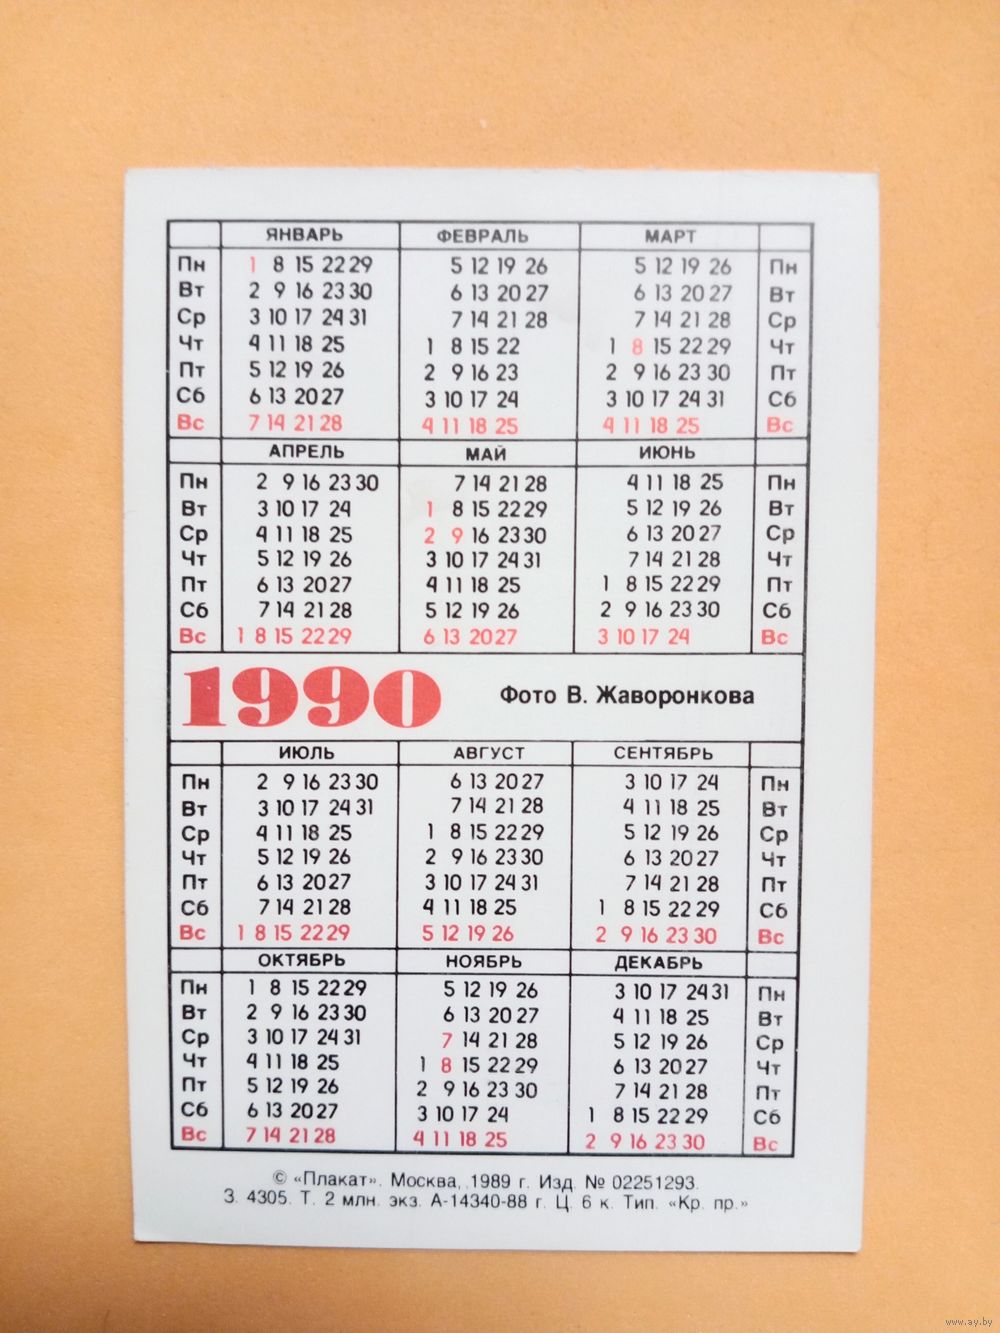 ЯНВАРЬ ФЕВРАЛЬ МАРТ
Пн 1 8 15 22 29 5 12 19 26 5 12 19 26 Пн
Вт 2 9 16 23 30 6 13 20 27 6 13 20 27 Вт
Ср 3 10 17 24 31 7 14 21 28 7 14 21 28 Ср
Чт 4 11 18 25 1 8 15 22 1 8 15 22 29 Чт
Пт 5 12 19 26 2 9 16 23 2 9 16 23 30 Пт
Сб 6 13 20 27 3 10 17 24 3 10 17 24 31 Сб
Вс 7 14 21 28 4 11 18 25 4 11 18 25 Вс
АПРЕЛЬ МАЙ ИЮНЬ
Пн 2 9 16 23 30 7 14 21 28 4 11 18 25 Пн
Вт 3 10 17 24 1 8 15 22 29 5 12 19 26 Вт
Ср 4 11 18 25 2 9 16 23 30 6 13 20 27 Ср
Чт 5 12 19 26 3 10 17 24 31 7 14 21 28 Чт
Пт 6 13 20 27 4 11 18 25 1 8 15 22 29 Пт
Сб 7 14 21 28 5 12 19 26 2 9 16 23 30 Сб
Вс 1 8 15 22 29 6 13 20 27 3 10 17 24 Вс
1990 Фото В. Жаворонкова
ИЮЛЬ АВГУСТ СЕНТЯБРЬ
Пн 2 9 16 23 30 6 13 20 27 3 10 17 24 Пн
Вт 3 10 17 24 31 7 14 21 28 4 11 18 25 Вт
Ср 4 11 18 25 1 8 15 22 29 5 12 19 26 Ср
Чт 5 12 19 26 2 9 16 23 30 6 13 20 27 Чт
Пт 6 13 20 27 3 10 17 24 31 7 14 21 28 Пт
Сб 7 14 21 28 4 11 18 25 1 8 15 22 29 Сб
Вс 1 8 15 22 29 5 12 19 26 2 9 16 23 30 Вс
ОКТЯБРЬ НОЯБРЬ ДЕКАБРЬ
Пн 1 8 15 22 29 5 12 19 26 3 10 17 24 31 Пн
Вт 2 9 16 23 30 6 13 20 27 4 11 18 25 Вт
Ср 3 10 17 24 31 7 14 21 28 5 12 19 26 Ср
Чт 4 11 18 25 1 8 15 22 29 6 13 20 27 Чт
Пт 5 12 19 26 2 9 16 23 30 7 14 21 28 Пт
Сб 6 13 20 27 3 10 17 24 1 8 15 22 29 Сб
Вс 7 14 21 28 4 11 18 25 2 9 16 23 30 Вс
© «Плакат». Москва, 1989 г. Изд. № 02251293.
З. 4305. Т. 2 млн. экз. А-14340-88 г. Ц. 6 к. Тип. «Кр. пр.»
www.ay.by